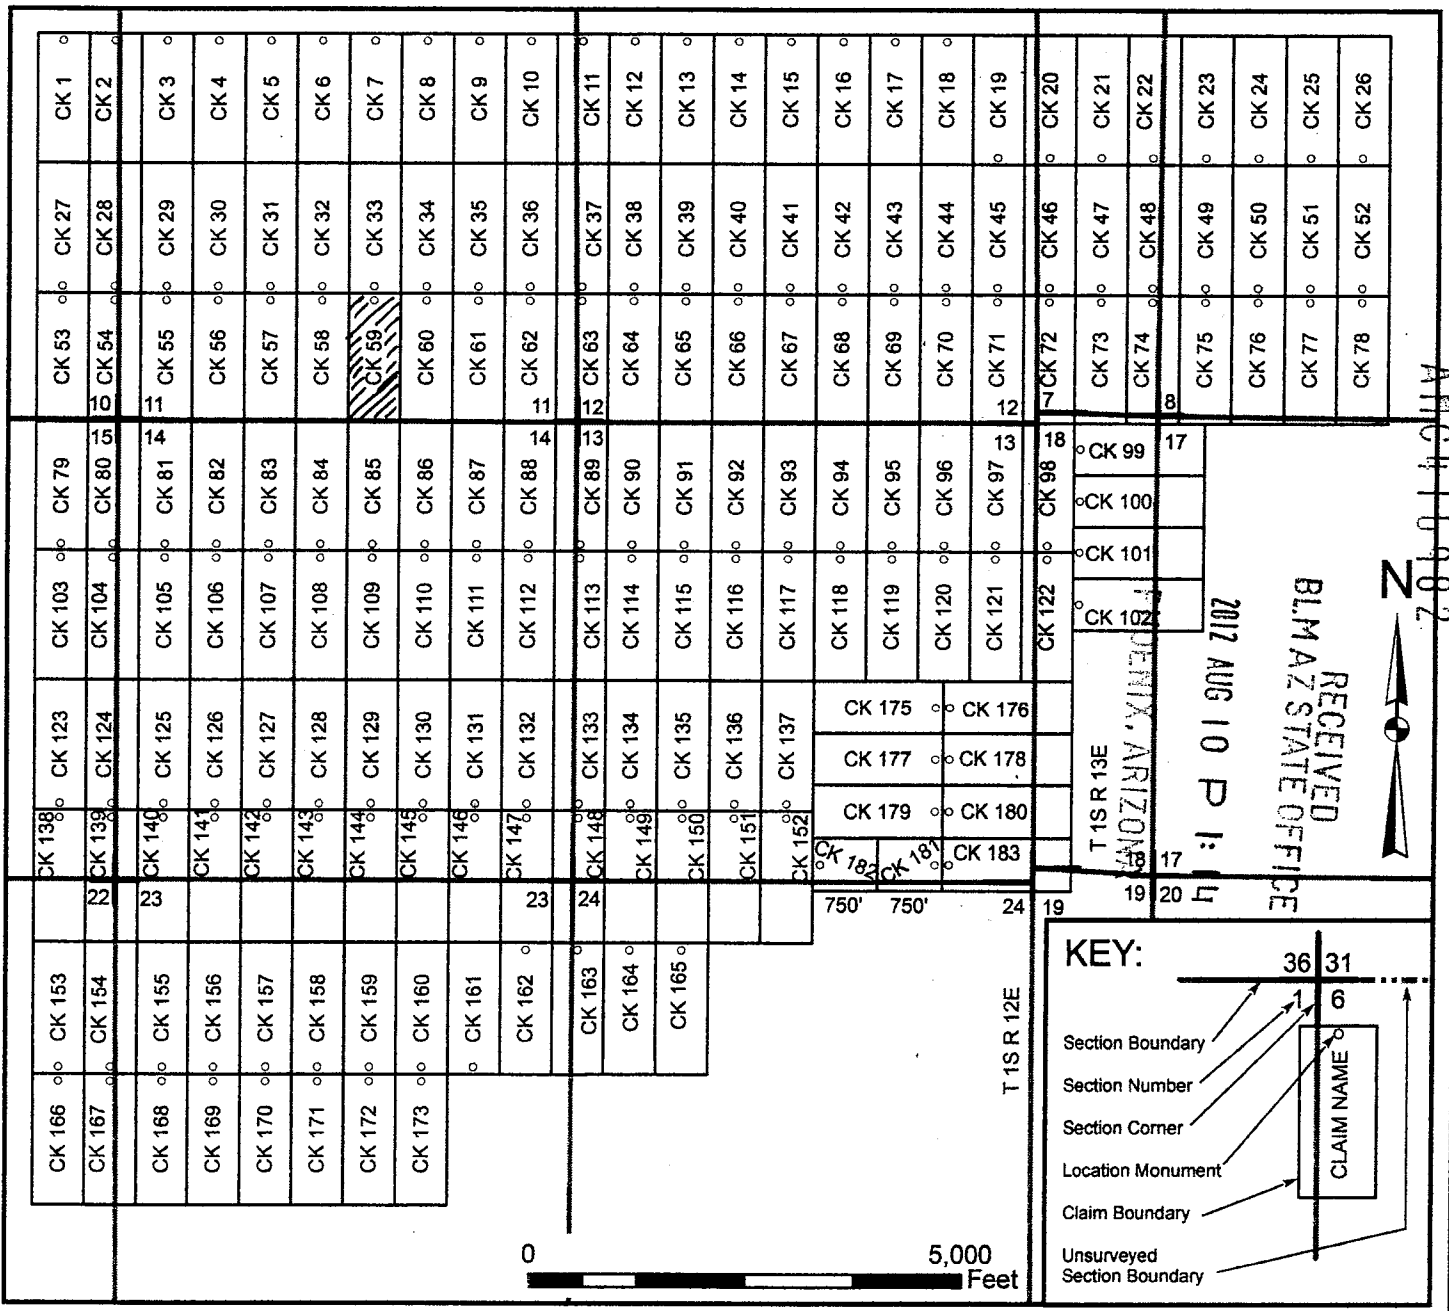 CK 1 CK 2 CK 3 CK 4 CK 5 CK 6 CK 7 CK 8 CK 9 CK 10 CK 11 CK 12 CK 13 CK 14 CK 15 CK 16 CK 17 CK 18 CK 19 CK 20 CK 21 CK 22 CK 23 CK 24 CK 25 CK 26
CK 27 CK 28 CK 29 CK 30 CK 31 CK 32 CK 33 CK 34 CK 35 CK 36 CK 37 CK 38 CK 39 CK 40 CK 41 CK 42 CK 43 CK 44 CK 45 CK 46 CK 47 CK 48 CK 49 CK 50 CK 51 CK 52
CK 53 CK 54 CK 55 CK 56 CK 57 CK 58 CK 59 CK 60 CK 61 CK 62 CK 63 CK 64 CK 65 CK 66 CK 67 CK 68 CK 69 CK 70 CK 71 CK 72 CK 73 CK 74 CK 75 CK 76 CK 77 CK 78
10 11 11 12 12 7 8
15 14 14 13 13 18 17
CK 79 CK 80 CK 81 CK 82 CK 83 CK 84 CK 85 CK 86 CK 87 CK 88 CK 89 CK 90 CK 91 CK 92 CK 93 CK 94 CK 95 CK 96 CK 97 CK 98
CK 99
CK 100
CK 101
CK 102
CK 103 CK 104 CK 105 CK 106 CK 107 CK 108 CK 109 CK 110 CK 111 CK 112 CK 113 CK 114 CK 115 CK 116 CK 117 CK 118 CK 119 CK 120 CK 121 CK 122
CK 123 CK 124 CK 125 CK 126 CK 127 CK 128 CK 129 CK 130 CK 131 CK 132 CK 133 CK 134 CK 135 CK 136 CK 137
CK 175 CK 176
CK 177 CK 178
CK 179 CK 180
CK 182 CK 181 CK 183
CK 138 CK 139 CK 140 CK 141 CK 142 CK 143 CK 144 CK 145 CK 146 CK 147 CK 148 CK 149 CK 150 CK 151 CK 152
18 17
22 23 23 24 750' 750' 24 19 19 20
CK 153 CK 154 CK 155 CK 156 CK 157 CK 158 CK 159 CK 160 CK 161 CK 162 CK 163 CK 164 CK 165
CK 166 CK 167 CK 168 CK 169 CK 170 CK 171 CK 172 CK 173
T 1S R 12E
T 1S R 13E
RECEIVED
BLM AZ STATE OFFICE
2012 AUG 10 P 1: 14
PHOENIX, ARIZONA
N
0 5,000
Feet
KEY:
36 31
1 6
Section Boundary
Section Number
Section Corner
Location Monument
Claim Boundary
Unsurveyed
Section Boundary
CLAIM NAME